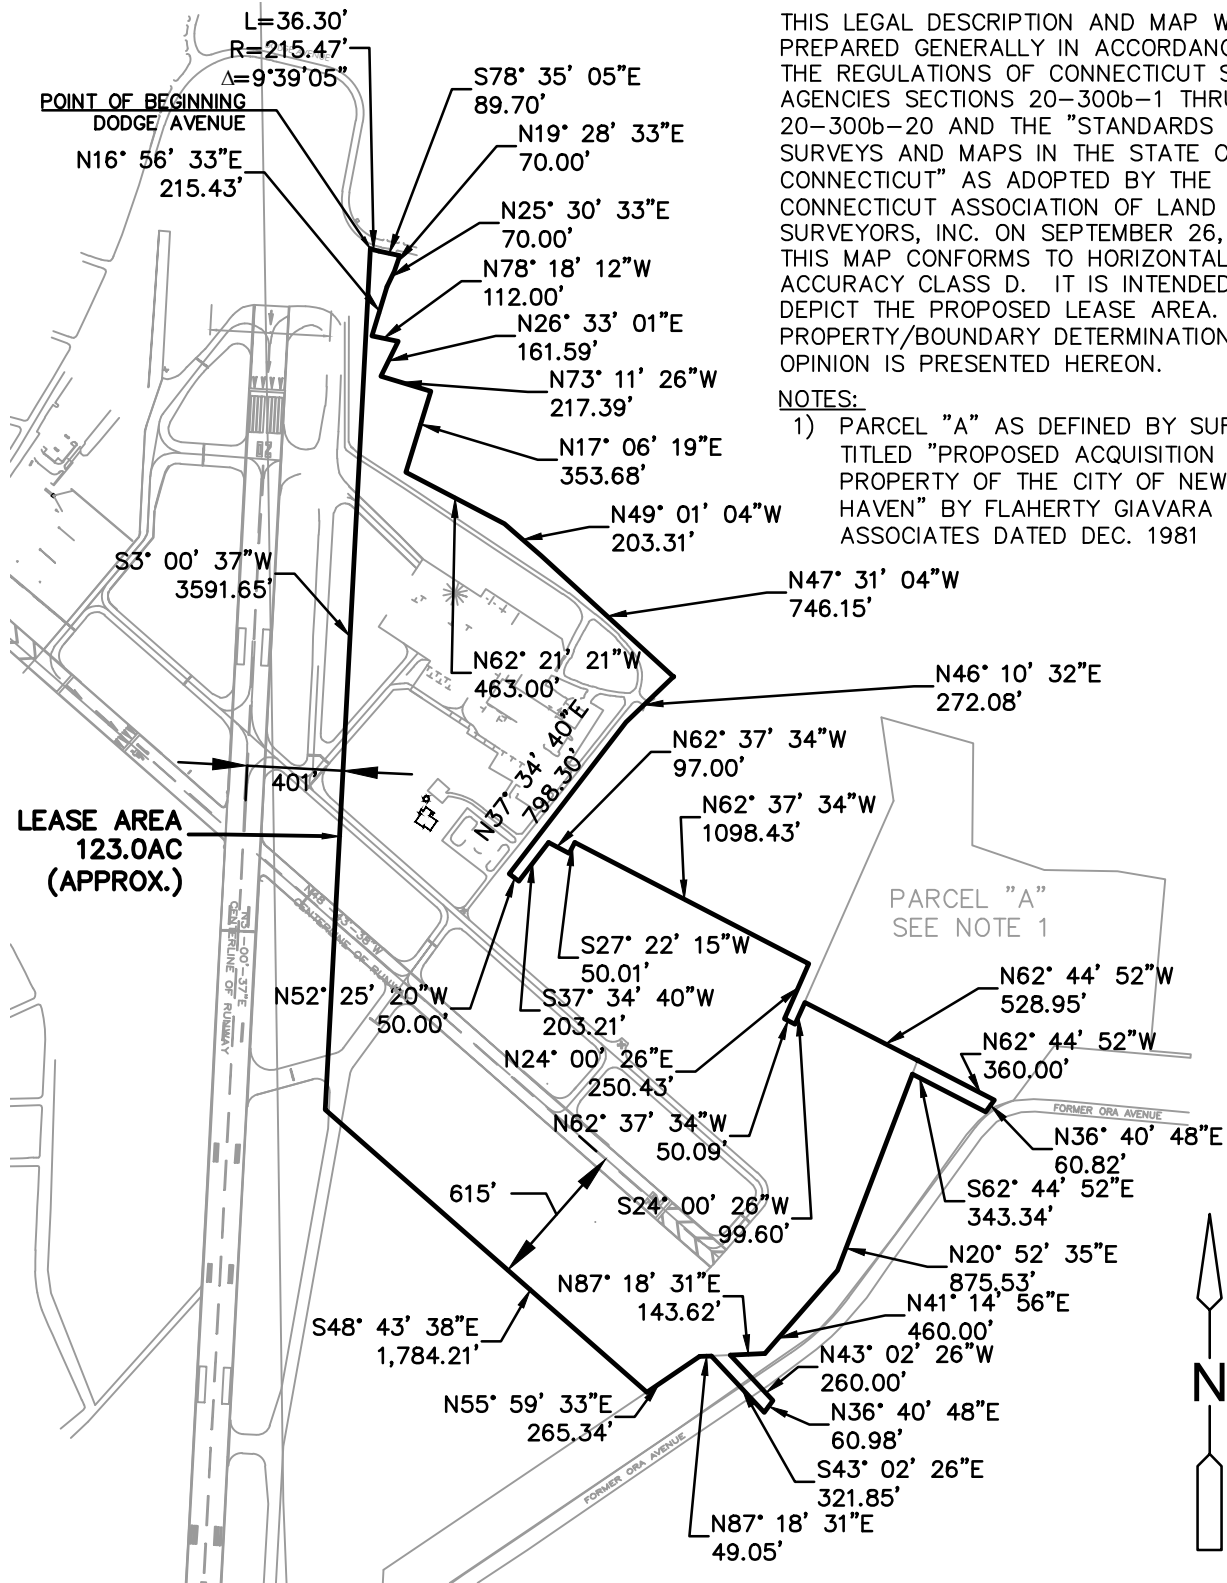 L=36.30'
R=215.47'
Δ=9°39'05"
POINT OF BEGINNING
DODGE AVENUE
N16° 56' 33"E
215.43'
S78° 35' 05"E
89.70'
N19° 28' 33"E
70.00'
N25° 30' 33"E
70.00'
N78° 18' 12"W
112.00'
N26° 33' 01"E
161.59'
N73° 11' 26"W
217.39'
N17° 06' 19"E
353.68'
N49° 01' 04"W
203.31'
N47° 31' 04"W
746.15'
THIS LEGAL DESCRIPTION AND MAP W
PREPARED GENERALLY IN ACCORDANC
THE REGULATIONS OF CONNECTICUT S
AGENCIES SECTIONS 20-300b-1 THRU
20-300b-20 AND THE "STANDARDS
SURVEYS AND MAPS IN THE STATE O
CONNECTICUT" AS ADOPTED BY THE
CONNECTICUT ASSOCIATION OF LAND
SURVEYORS, INC. ON SEPTEMBER 26,
THIS MAP CONFORMS TO HORIZONTAL
ACCURACY CLASS D. IT IS INTENDED
DEPICT THE PROPOSED LEASE AREA.
PROPERTY/BOUNDARY DETERMINATION
OPINION IS PRESENTED HEREON.
NOTES:
1) PARCEL "A" AS DEFINED BY SUR
TITLED "PROPOSED ACQUISITION
PROPERTY OF THE CITY OF NEW
HAVEN" BY FLAHERTY GIAVARA
ASSOCIATES DATED DEC. 1981
S3° 00' 37"W
3591.65'
N62° 21' 21"W
463.00'
N46° 10' 32"E
272.08'
N37° 34' 40"E
798.30'
N62° 37' 34"W
97.00'
N62° 37' 34"W
1098.43'
401'
LEASE AREA
123.0AC
(APPROX.)
PARCEL "A"
SEE NOTE 1
N48°-43'-38"W
CENTERLINE OF RUNWAY
N3°-00'-37"E
CENTERLINE OF RUNWAY
S27° 22' 15"W
50.01'
N52° 25' 20"W
50.00'
S37° 34' 40"W
203.21'
N24° 00' 26"E
250.43'
N62° 37' 34"W
50.09'
N62° 44' 52"W
528.95'
N62° 44' 52"W
360.00'
FORMER ORA AVENUE
N36° 40' 48"E
60.82'
S62° 44' 52"E
343.34'
615'
S24° 00' 26"W
99.60'
N20° 52' 35"E
875.53'
N87° 18' 31"E
143.62'
N41° 14' 56"E
460.00'
S48° 43' 38"E
1,784.21'
N43° 02' 26"W
260.00'
N55° 59' 33"E
265.34'
N36° 40' 48"E
60.98'
FORMER ORA AVENUE
S43° 02' 26"E
321.85'
N87° 18' 31"E
49.05'
N